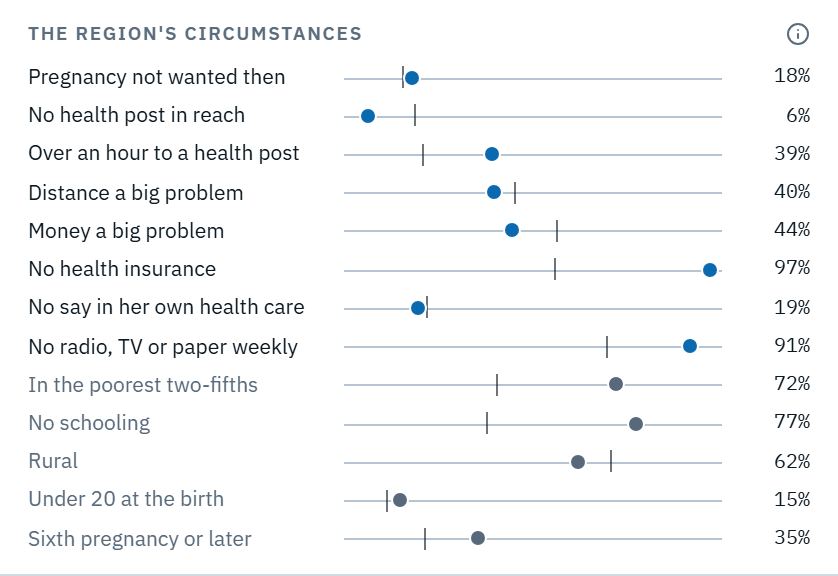 THE REGION'S CIRCUMSTANCES
Pregnancy not wanted then 18%
No health post in reach 6%
Over an hour to a health post 39%
Distance a big problem 40%
Money a big problem 44%
No health insurance 97%
No say in her own health care 19%
No radio, TV or paper weekly 91%
In the poorest two-fifths 72%
No schooling 77%
Rural 62%
Under 20 at the birth 15%
Sixth pregnancy or later 35%